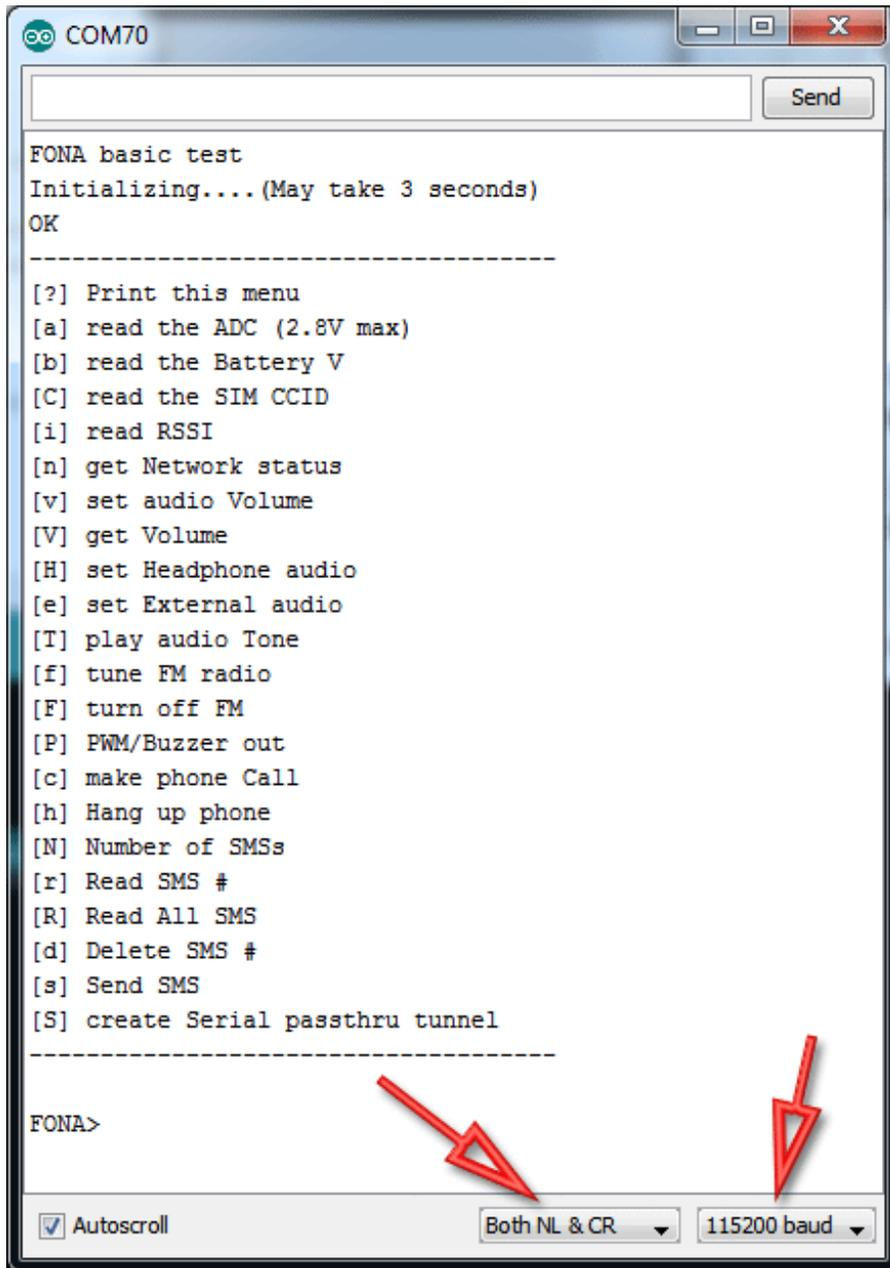 COM70
Send
FONA basic test
Initializing....(May take 3 seconds)
OK
-------------------------------------
[?] Print this menu
[a] read the ADC (2.8V max)
[b] read the Battery V
[C] read the SIM CCID
[i] read RSSI
[n] get Network status
[v] set audio Volume
[V] get Volume
[H] set Headphone audio
[e] set External audio
[T] play audio Tone
[f] tune FM radio
[F] turn off FM
[P] PWM/Buzzer out
[c] make phone Call
[h] Hang up phone
[N] Number of SMSs
[r] Read SMS #
[R] Read All SMS
[d] Delete SMS #
[s] Send SMS
[S] create Serial passthru tunnel
-------------------------------------
FONA>
Autoscroll
Both NL & CR
115200 baud